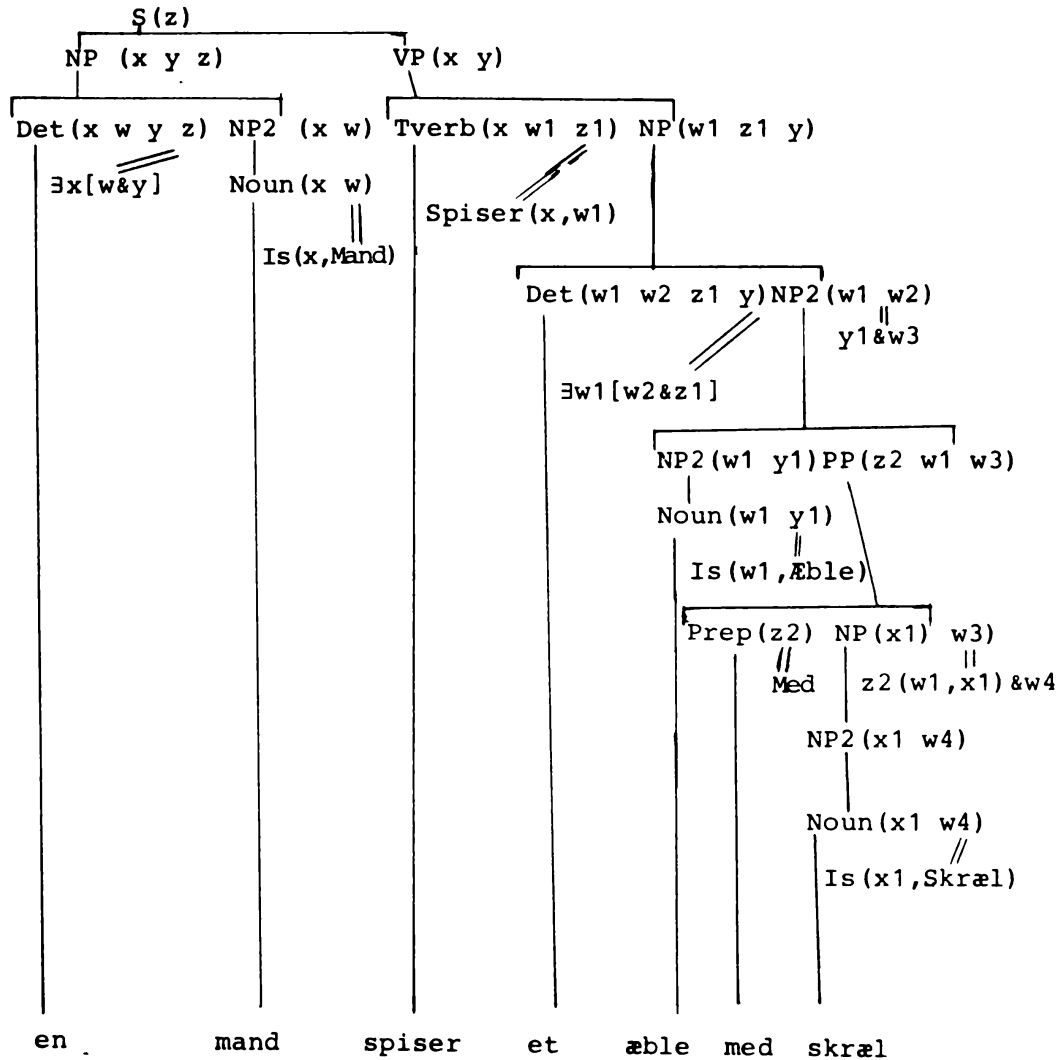 S(z)
NP (x y z) VP(x y)
Det(x w y z) NP2 (x w) Tverb(x w1 z1) NP(w1 z1 y)
∃x[w&y] Noun(x w)
Spiser(x,w1)
Is(x,Mand)
Det(w1 w2 z1 y)NP2(w1 w2)
y1&w3
∃w1[w2&z1]
NP2(w1 y1)PP(z2 w1 w3)
Noun(w1 y1)
Is(w1,Æble)
Prep(z2) NP(x1) w3)
Med z2(w1,x1)&w4
NP2(x1 w4)
Noun(x1 w4)
Is(x1,Skræl)
en mand spiser et æble med skræl